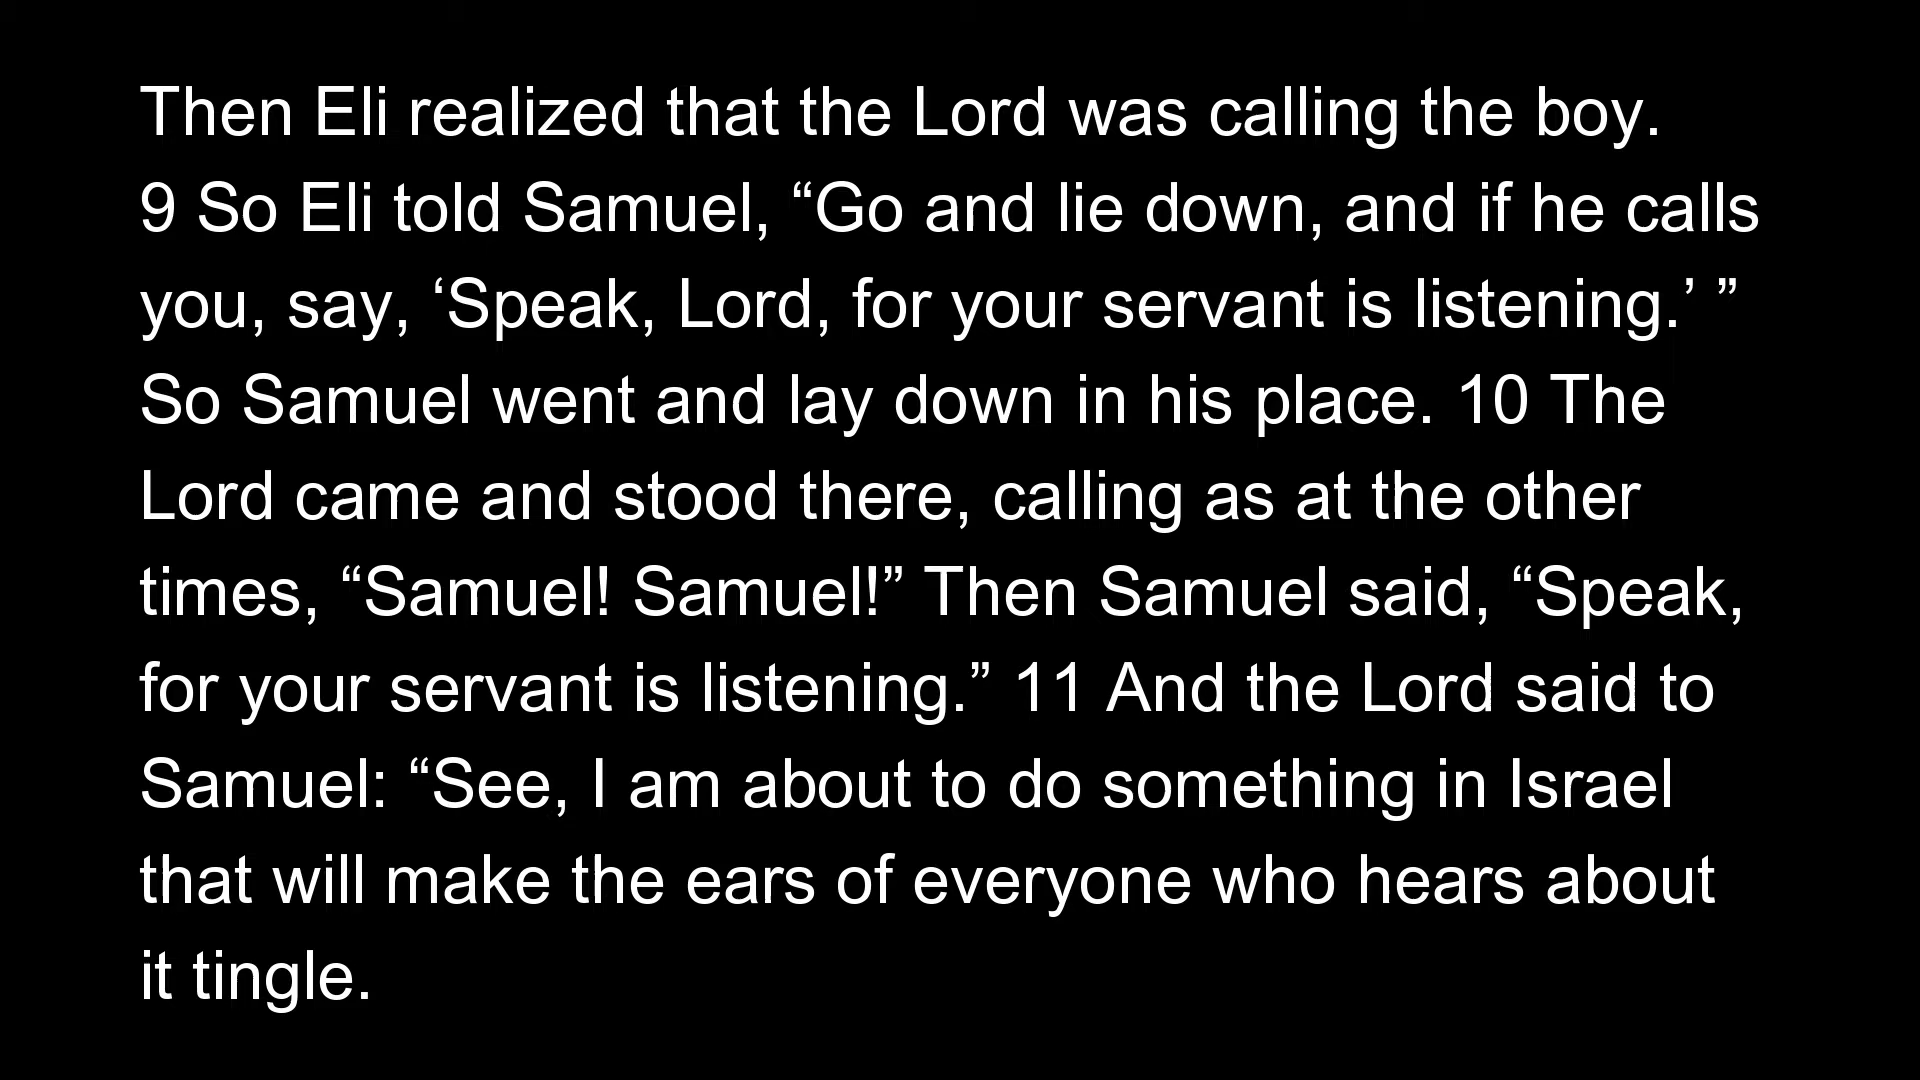 Then Eli realized that the Lord was calling the boy.
9 So Eli told Samuel, “Go and lie down, and if he calls
you, say, ‘Speak, Lord, for your servant is listening.’ ”
So Samuel went and lay down in his place. 10 The
Lord came and stood there, calling as at the other
times, “Samuel! Samuel!” Then Samuel said, “Speak,
for your servant is listening.” 11 And the Lord said to
Samuel: “See, I am about to do something in Israel
that will make the ears of everyone who hears about
it tingle.